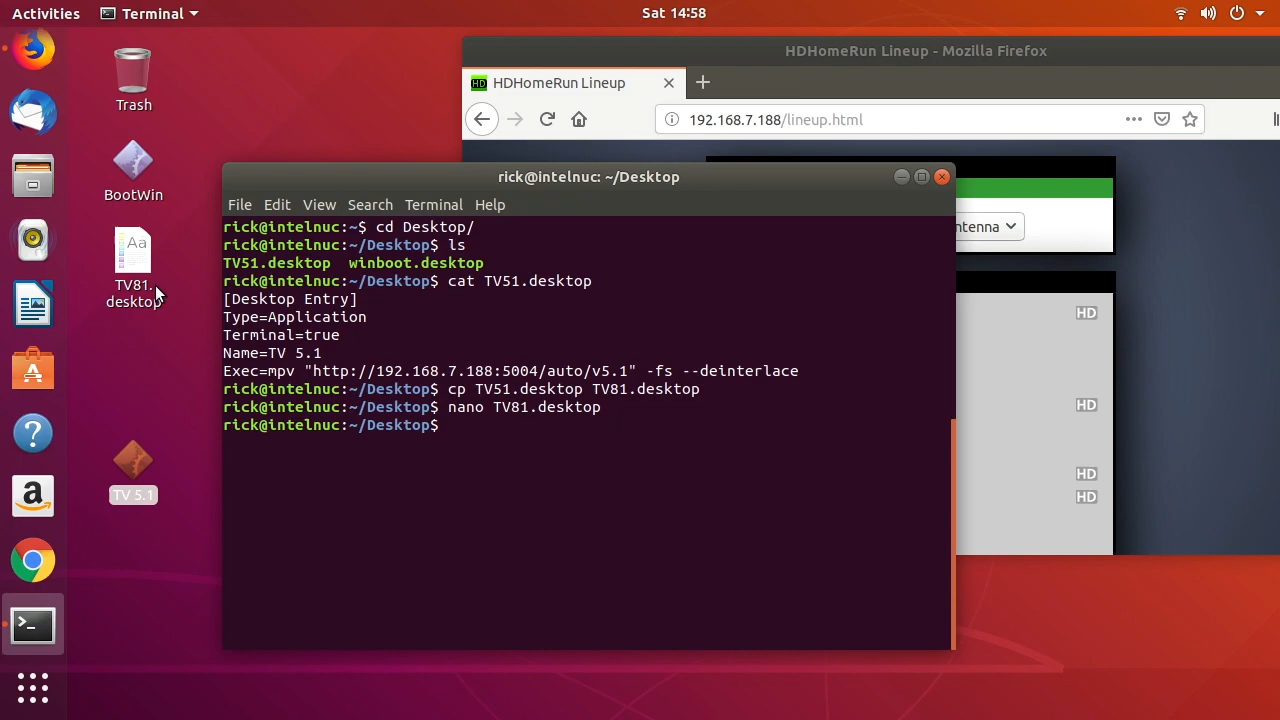 Activities Terminal Sat 14:58
HDHomeRun Lineup - Mozilla Firefox
HD HDHomeRun Lineup
192.168.7.188/lineup.html
Trash
BootWin
TV81.
desktop
TV 5.1
rick@intelnuc: ~/Desktop
File Edit View Search Terminal Help
rick@intelnuc:~$ cd Desktop/
rick@intelnuc:~/Desktop$ ls
TV51.desktop winboot.desktop
rick@intelnuc:~/Desktop$ cat TV51.desktop
[Desktop Entry]
Type=Application
Terminal=true
Name=TV 5.1
Exec=mpv "http://192.168.7.188:5004/auto/v5.1" -fs --deinterlace
rick@intelnuc:~/Desktop$ cp TV51.desktop TV81.desktop
rick@intelnuc:~/Desktop$ nano TV81.desktop
rick@intelnuc:~/Desktop$
ntenna
HD
HD
HD
HD